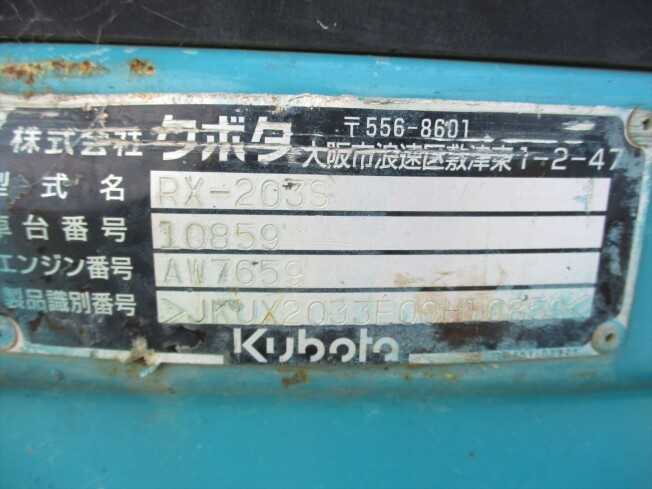 〒556-8601
株式会社 クボタ 大阪市浪速区敷津東1-2-47
型式名 RX-203S
車台番号 10859
エンジン番号 AW7659
製品識別番号
Kubota